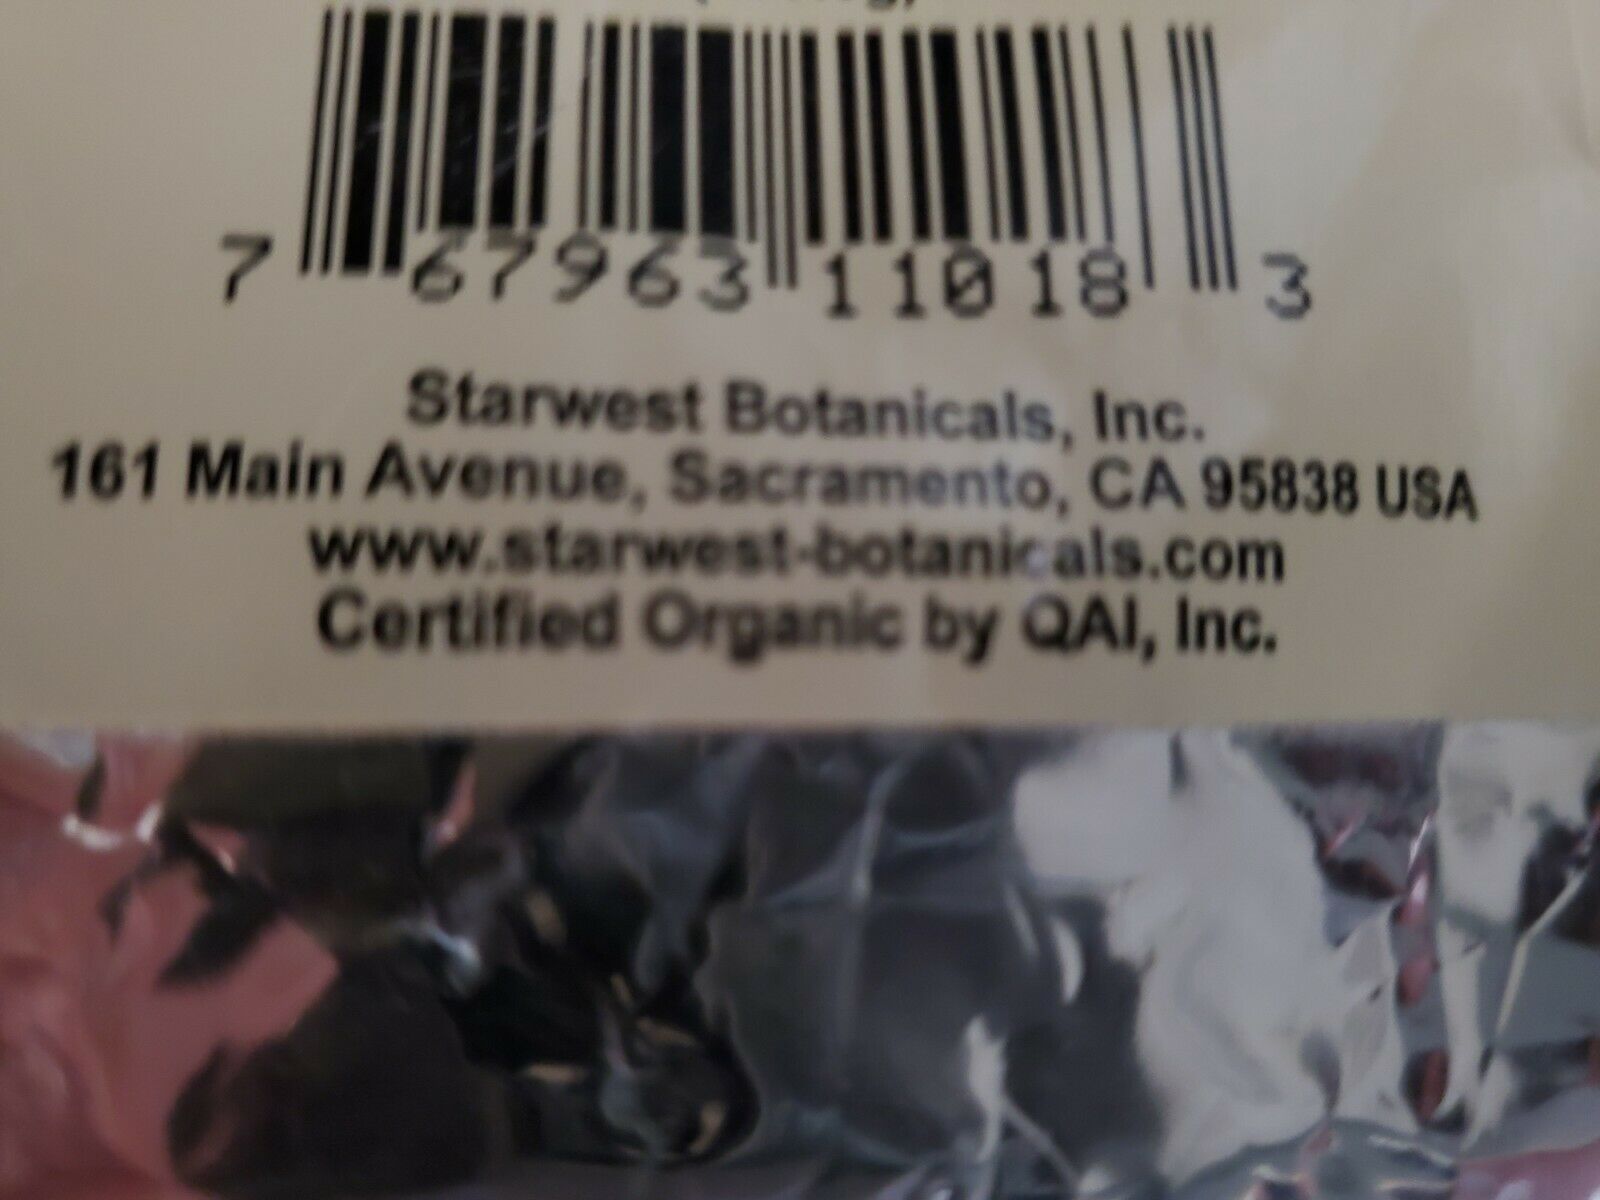 7 67963 11018 3
Starwest Botanicals, Inc.
161 Main Avenue, Sacramento, CA 95838 USA
www.starwest-botanicals.com
Certified Organic by QAI, Inc.